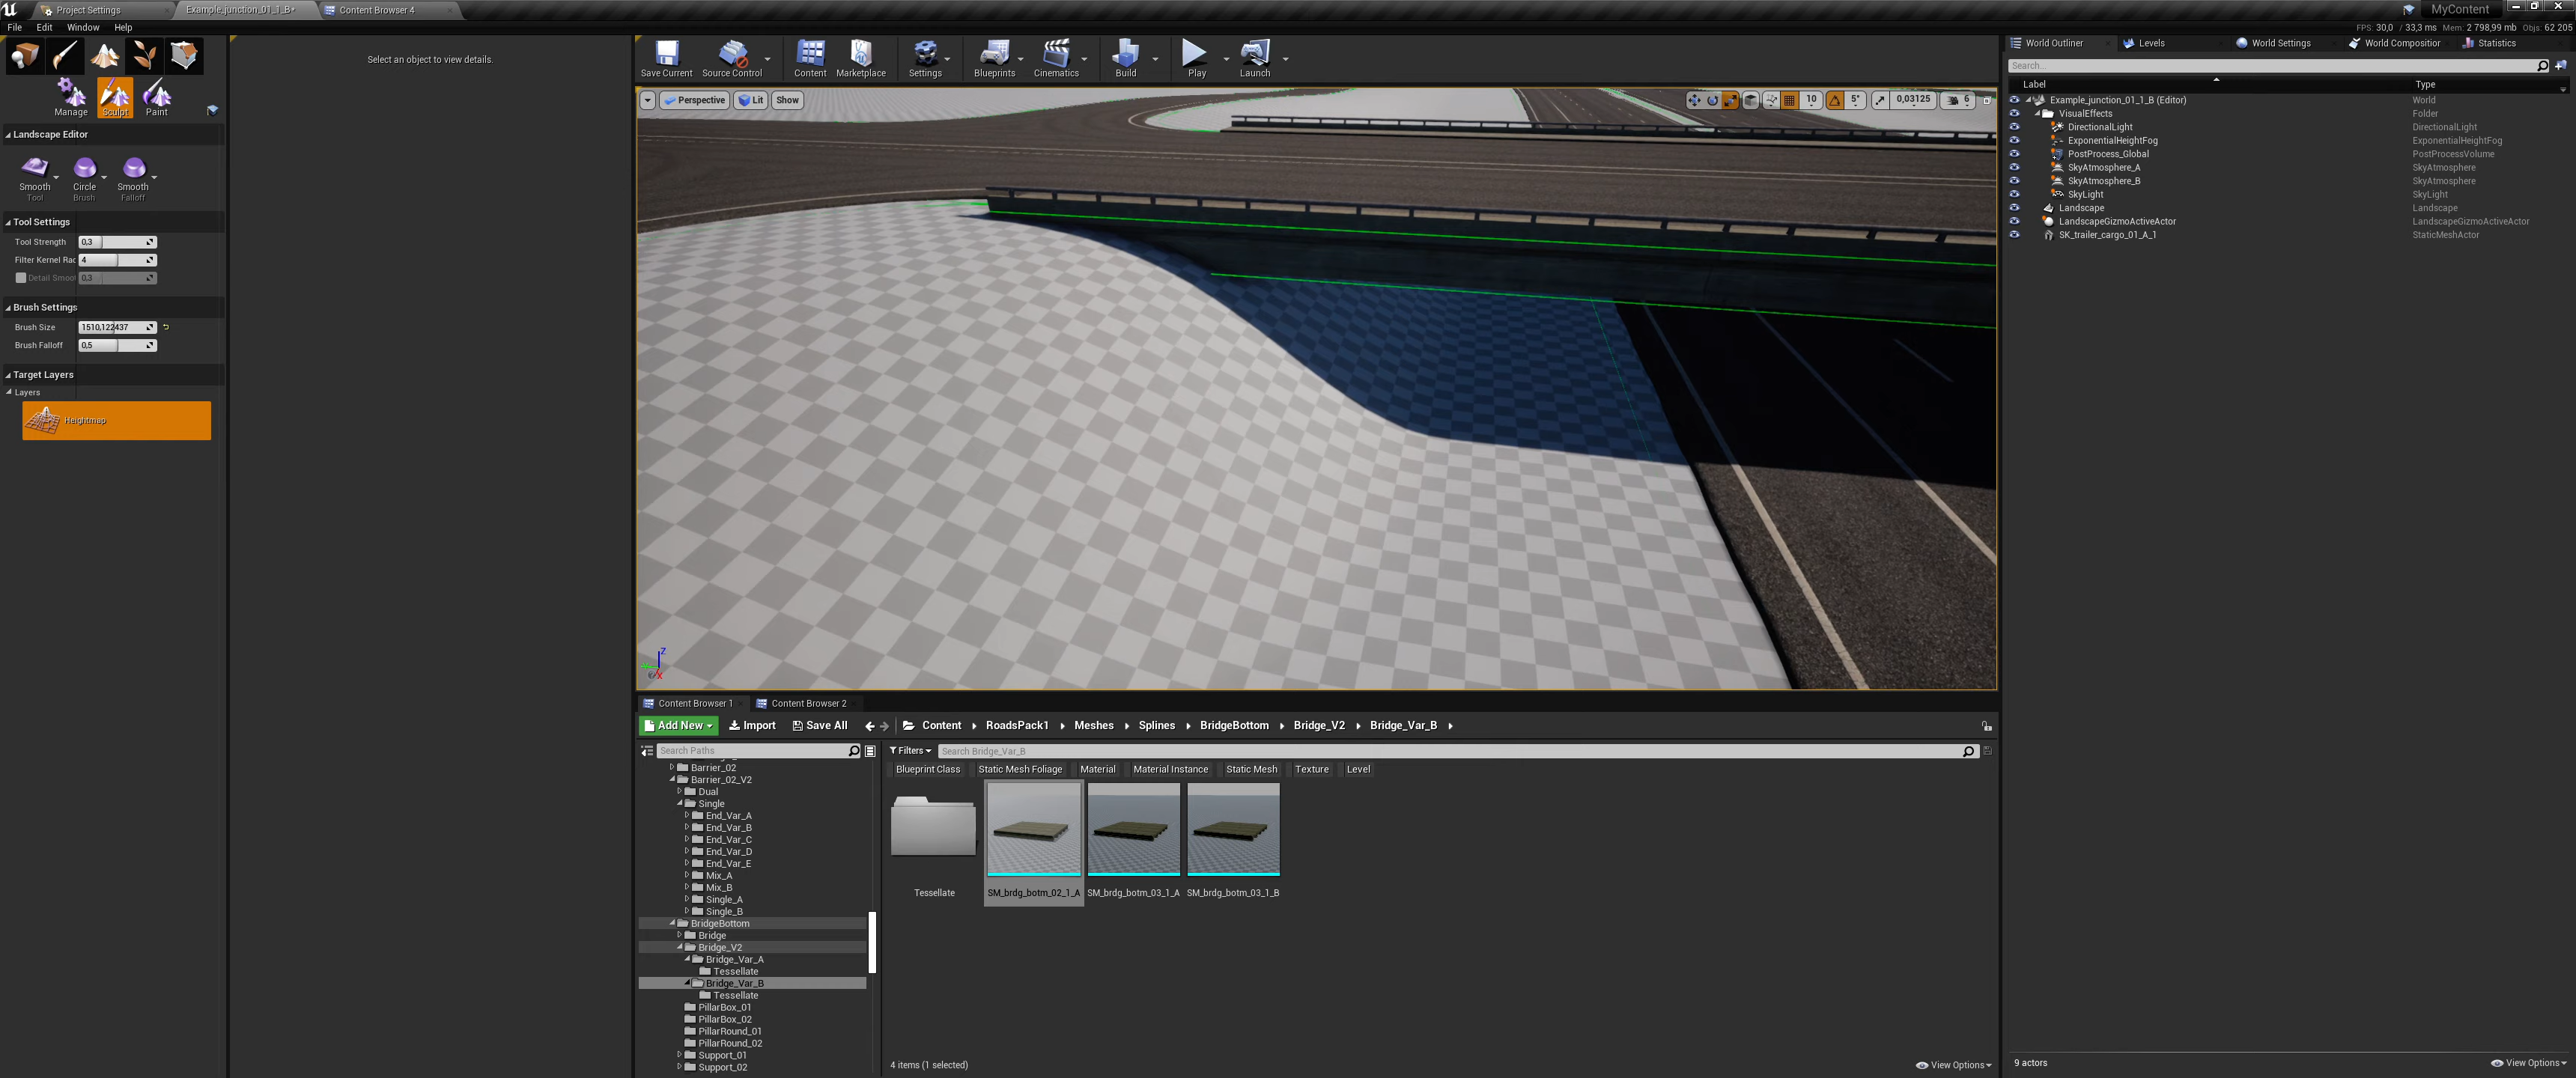 Project Settings
Example_junction_01_1_B*
Content Browser 4
MyContent
File Edit Window Help
FPS: 30,0 / 33,3 ms Mem: 2 798,99 mb Objs: 62 205
Manage Sculpt Paint
Landscape Editor
Smooth Circle Smooth
Tool Brush Falloff
Tool Settings
Tool Strength 0,3
Filter Kernel Rac 4
Detail Smoo 0,3
Brush Settings
Brush Size 1510,122437
Brush Falloff 0,5
Target Layers
Layers
Heightmap
Select an object to view details.
Save Current Source Control Content Marketplace Settings Blueprints Cinematics Build Play Launch
Perspective Lit Show
10 5° 0,03125 6
Z
X
Content Browser 1 Content Browser 2
Add New Import Save All Content RoadsPack1 Meshes Splines BridgeBottom Bridge_V2 Bridge_Var_B
Search Paths
Barrier_02
Barrier_02_V2
Dual
Single
End_Var_A
End_Var_B
End_Var_C
End_Var_D
End_Var_E
Mix_A
Mix_B
Single_A
Single_B
BridgeBottom
Bridge
Bridge_V2
Bridge_Var_A
Tessellate
Bridge_Var_B
Tessellate
PillarBox_01
PillarBox_02
PillarRound_01
PillarRound_02
Support_01
Support_02
Filters Search Bridge_Var_B
Blueprint Class Static Mesh Foliage Material Material Instance Static Mesh Texture Level
Tessellate SM_brdg_botm_02_1_A SM_brdg_botm_03_1_A SM_brdg_botm_03_1_B
4 items (1 selected)
View Options
World Outliner Levels World Settings World Compositior Statistics
Search...
Label Type
Example_junction_01_1_B (Editor) World
VisualEffects Folder
DirectionalLight DirectionalLight
ExponentialHeightFog ExponentialHeightFog
PostProcess_Global PostProcessVolume
SkyAtmosphere_A SkyAtmosphere
SkyAtmosphere_B SkyAtmosphere
SkyLight SkyLight
Landscape Landscape
LandscapeGizmoActiveActor LandscapeGizmoActiveActor
SK_trailer_cargo_01_A_1 StaticMeshActor
9 actors
View Options